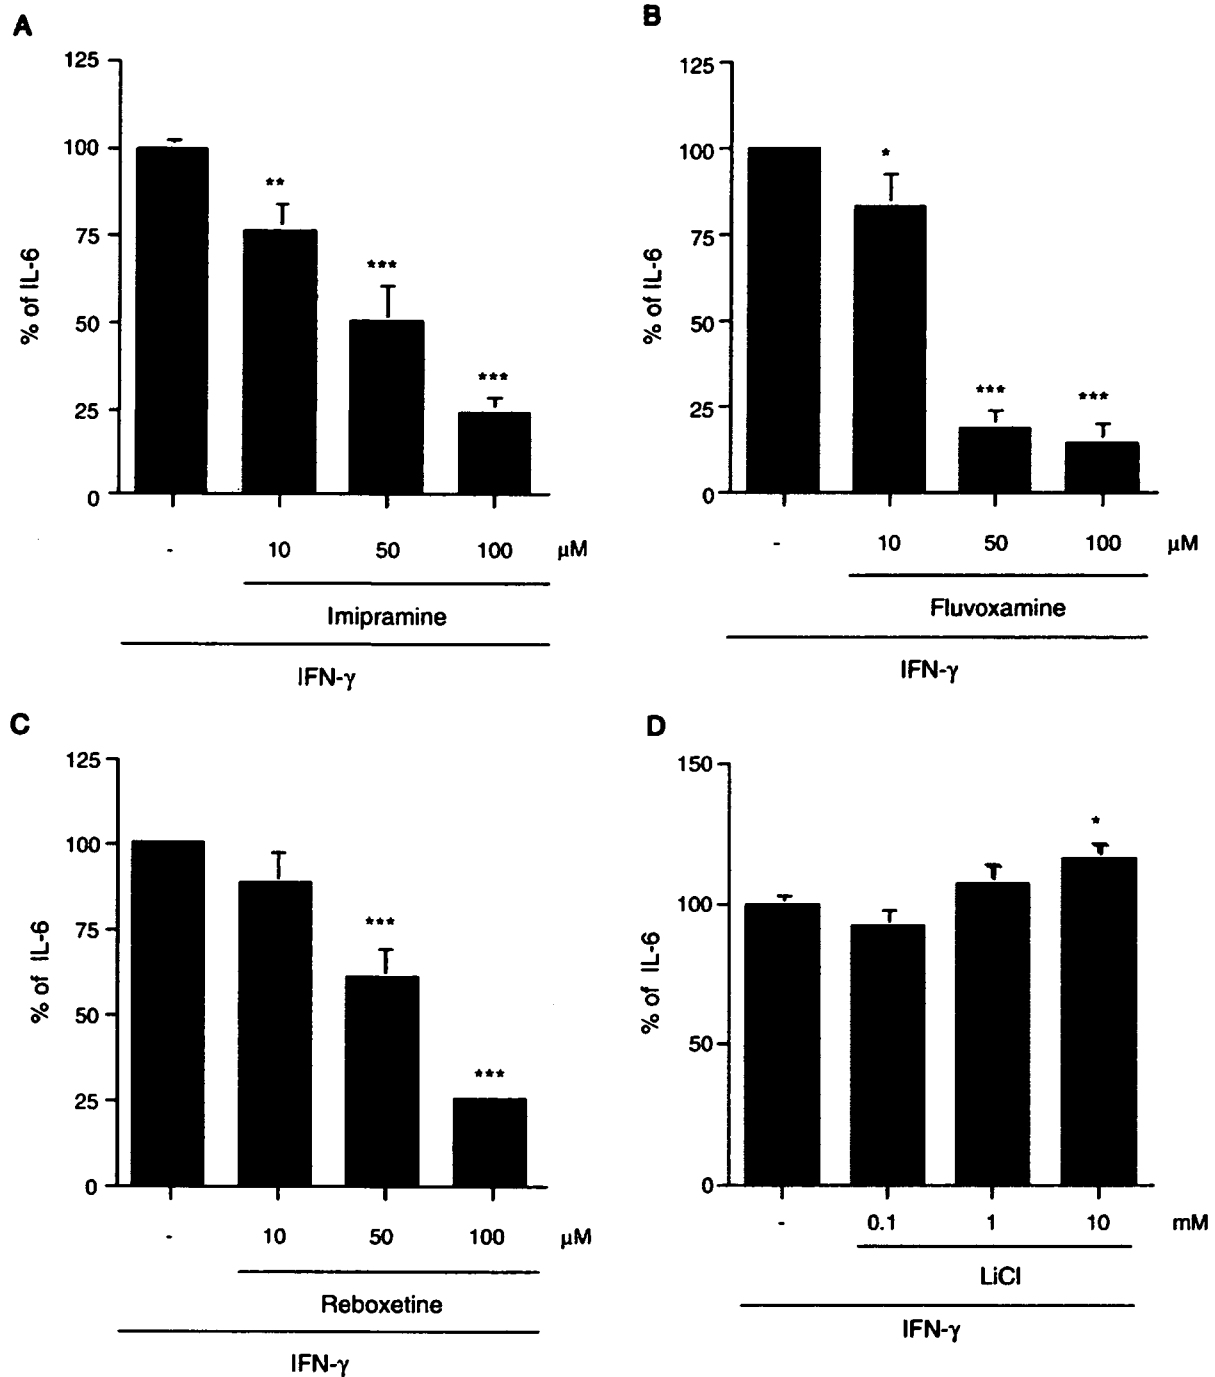 A
125
100
75
50
25
0
% of IL-6
**
***
***
- 10 50 100 μM
Imipramine
IFN-γ
B
125
100
75
50
25
0
% of IL-6
*
***
***
- 10 50 100 μM
Fluvoxamine
IFN-γ
C
125
100
75
50
25
0
% of IL-6
***
***
- 10 50 100 μM
Reboxetine
IFN-γ
D
150
100
50
0
% of IL-6
*
- 0.1 1 10 mM
LiCl
IFN-γ